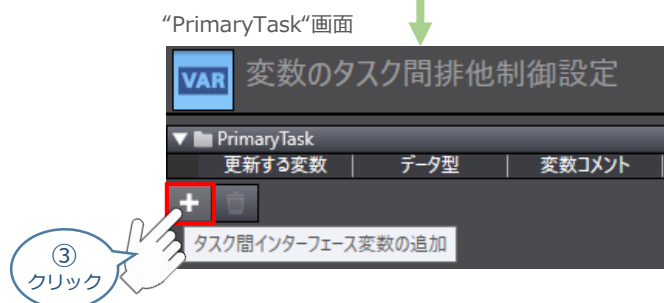 “PrimaryTask“画面
VAR 変数のタスク間排他制御設定
▼ PrimaryTask
更新する変数 | データ型 | 変数コメント |
+
タスク間インターフェース変数の追加
③
クリック